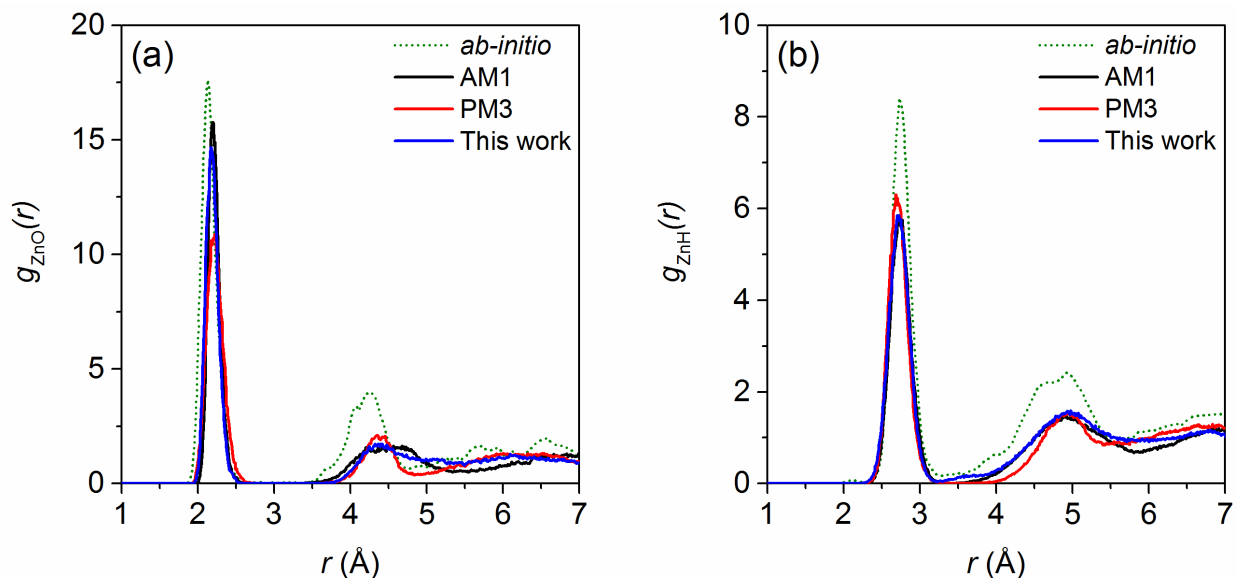 (a)
ab-initio
AM1
PM3
This work
20
15
10
5
0
1 2 3 4 5 6 7
r (Å)
gZnO(r)
(b)
ab-initio
AM1
PM3
This work
10
8
6
4
2
0
1 2 3 4 5 6 7
r (Å)
gZnH(r)